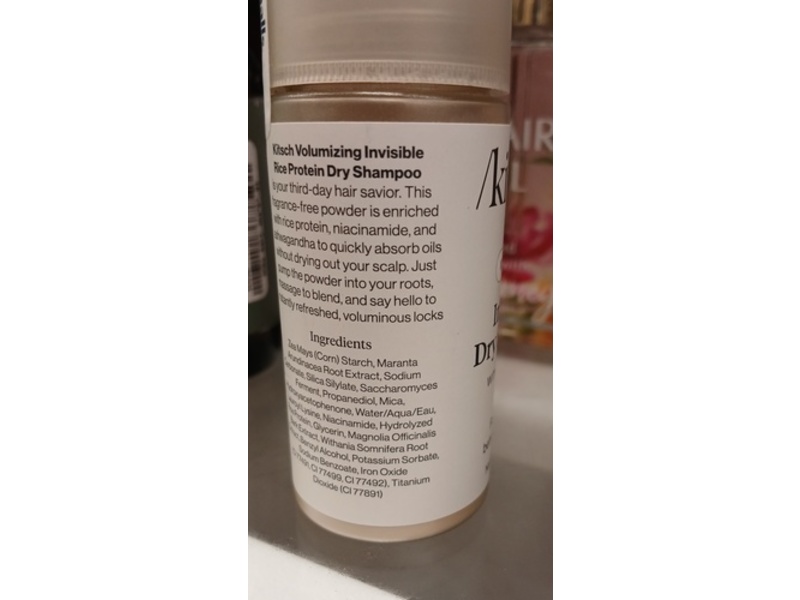 Kitsch Volumizing Invisible
Rice Protein Dry Shampoo
is your third-day hair savior. This
fragrance-free powder is enriched
with rice protein, niacinamide, and
ashwagandha to quickly absorb oils
without drying out your scalp. Just
pump the powder into your roots,
massage to blend, and say hello to
instantly refreshed, voluminous locks
Ingredients
Zea Mays (Corn) Starch, Maranta
Arundinacea Root Extract, Sodium
Silica Silylate, Saccharomyces
Ferment, Propanediol, Mica,
Water/Aqua/Eau,
Lysine, Niacinamide, Hydrolyzed
Protein, Glycerin, Magnolia Officinalis
Extract, Withania Somnifera Root
Benzyl Alcohol, Potassium Sorbate,
Sodium Benzoate, Iron Oxide
CI 77499, CI 77492), Titanium
Dioxide (CI 77891)
/ki
Dry